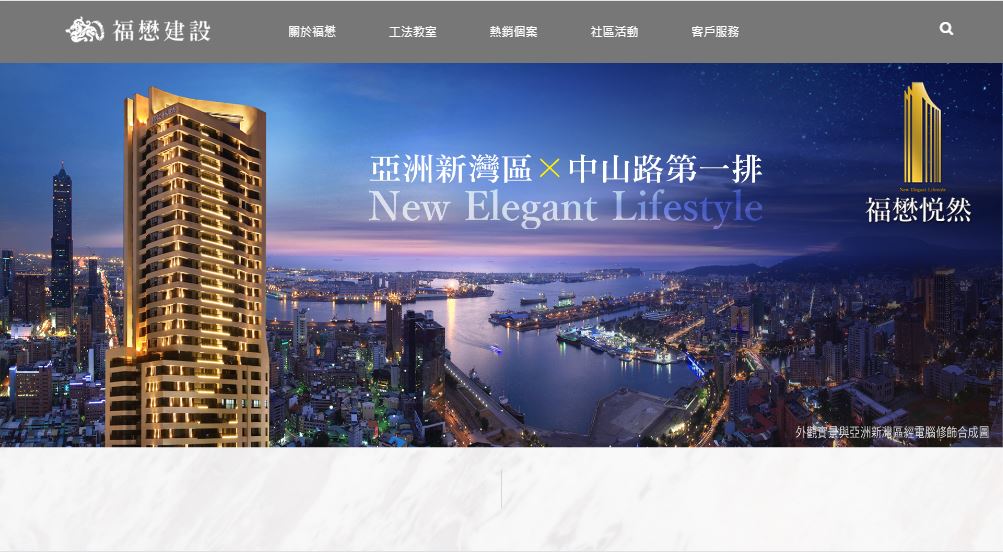 福懋建設
關於福懋
工法教室
熱銷個案
社區活動
客戶服務
亞洲新灣區×中山路第一排
New Elegant Lifestyle
New Elegant Lifestyle
福懋悦然
外觀實景與亞洲新灣區經電腦修飾合成圖